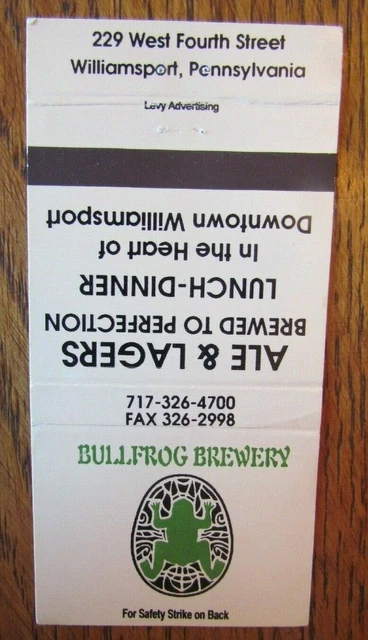 229 West Fourth Street
Williamsport, Pennsylvania
Levy Advertising
ALE & LAGERS
BREWED TO PERFECTION
LUNCH-DINNER
In the Heart of
Downtown Williamsport
717-326-4700
FAX 326-2998
BULLFROG BREWERY
For Safety Strike on Back